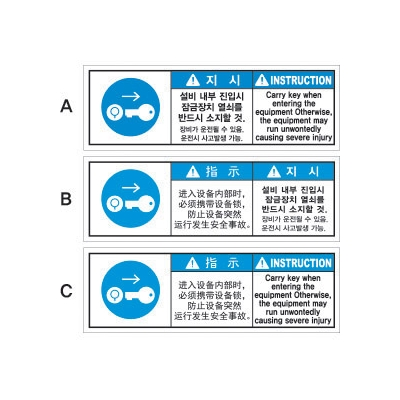 A
지 시
설비 내부 진입시
잠금장치 열쇠를
반드시 소지할 것.
장비가 운전될 수 있음.
운전시 사고발생 가능.
INSTRUCTION
Carry key when
entering the
equipment Otherwise,
the equipment may
run unwontedly
causing severe injury
B
指 示
进入设备内部时,
必须携带设备锁,
防止设备突然
运行发生安全事故。
지 시
설비 내부 진입시
잠금장치 열쇠를
반드시 소지할 것.
장비가 운전될 수 있음.
운전시 사고발생 가능.
C
指 示
进入设备内部时,
必须携带设备锁,
防止设备突然
运行发生安全事故。
INSTRUCTION
Carry key when
entering the
equipment Otherwise,
the equipment may
run unwontedly
causing severe injury